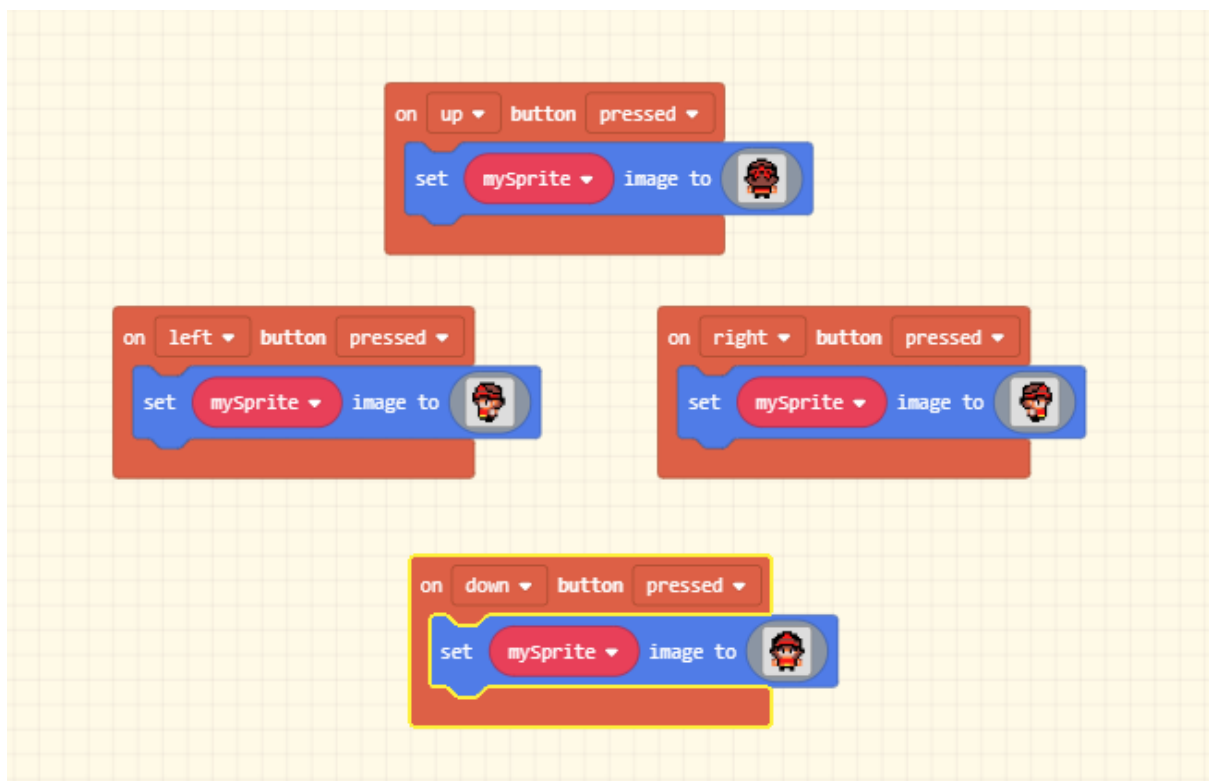 on up button pressed
set mySprite image to
on left button pressed
set mySprite image to
on right button pressed
set mySprite image to
on down button pressed
set mySprite image to